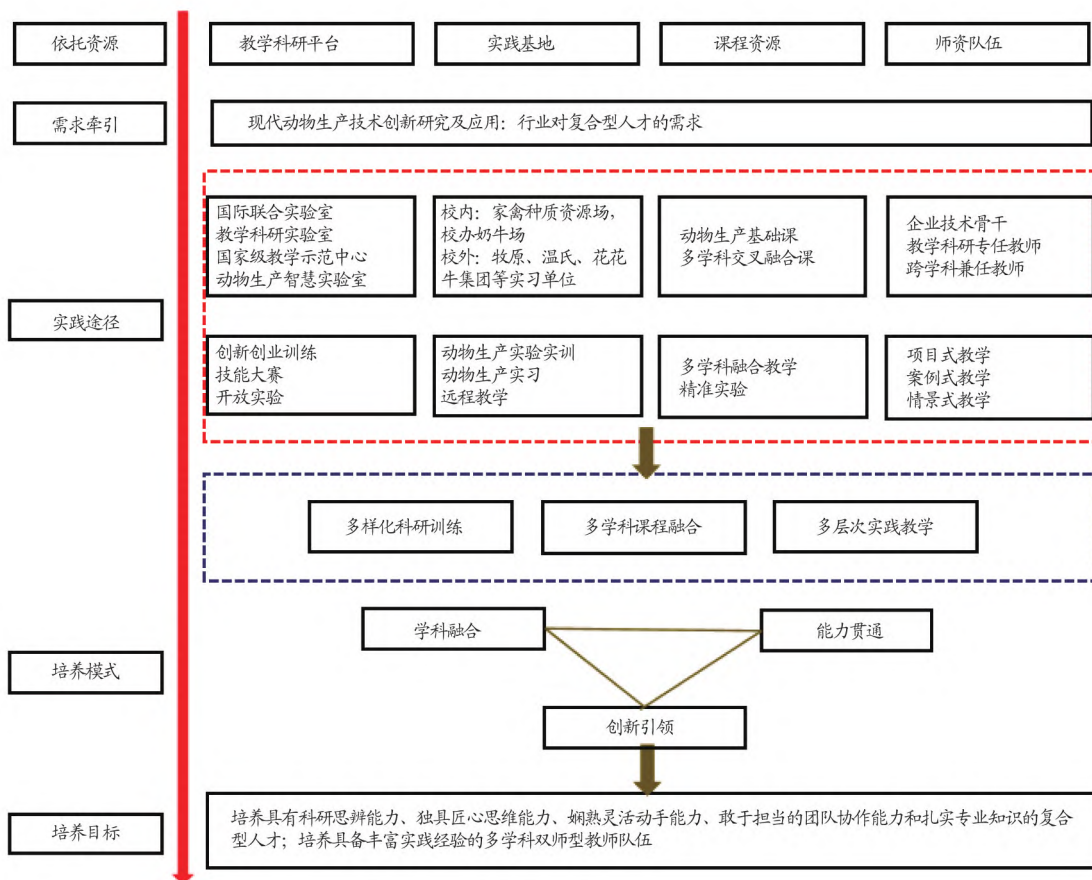 依托资源
教学科研平台
实践基地
课程资源
师资队伍
需求牵引
现代动物生产技术创新研究及应用：行业对复合型人才的需求
实践途径
国际联合实验室
教学科研实验室
国家级教学示范中心
动物生产智慧实验室
校内：家禽种质资源场，
校办奶牛场
校外：牧原、温氏、花花
牛集团等实习单位
动物生产基础课
多学科交叉融合课
企业技术骨干
教学科研专任教师
跨学科兼任教师
创新创业训练
技能大赛
开放实验
动物生产实验实训
动物生产实习
远程教学
多学科融合教学
精准实验
项目式教学
案例式教学
情景式教学
多样化科研训练
多学科课程融合
多层次实践教学
培养模式
学科融合
能力贯通
创新引领
培养目标
培养具有科研思辨能力、独具匠心思维能力、娴熟灵活动手能力、敢于担当的团队协作能力和扎实专业知识的复合
型人才；培养具备丰富实践经验的多学科双师型教师队伍